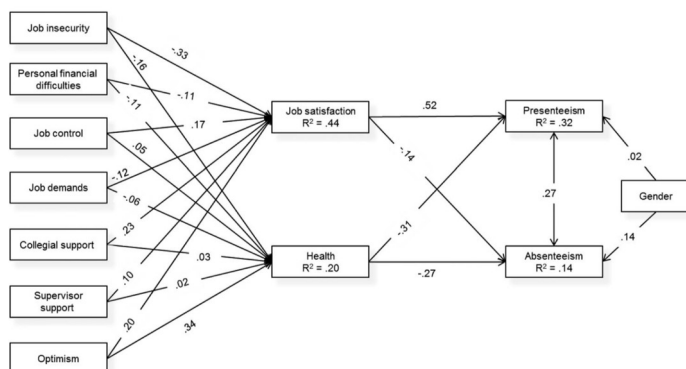 Job insecurity
Personal financial
difficulties
Job control
Job demands
Collegial support
Supervisor
support
Optimism
-.33
-.16
-.11
-.11
.17
.05
-.12
-.06
.23
.03
.10
.02
.20
.34
Job satisfaction
R² = .44
Health
R² = .20
.52
-.14
-.31
-.27
Presenteeism
R² = .32
.27
Absenteeism
R² = .14
.02
Gender
.14